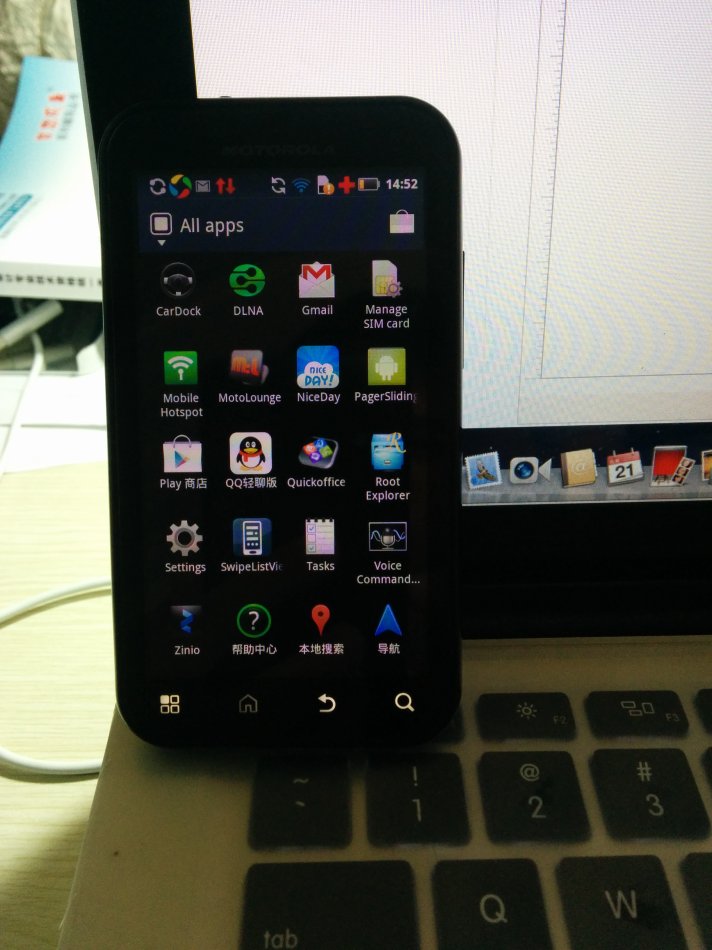 MOTOROLA
14:52
All apps
CarDock
DLNA
Gmail
Manage
SIM card
Mobile
Hotspot
MotoLounge
NICE
DAY!
NiceDay
PagerSliding
Play 商店
QQ轻聊版
Quickoffice
Root
Explorer
Settings
SwipeListVie
Tasks
Voice
Command...
Zinio
?
帮助中心
本地搜索
导航
21
F2
F3
~
`
!
1
@
2
#
3
Q
W
tab